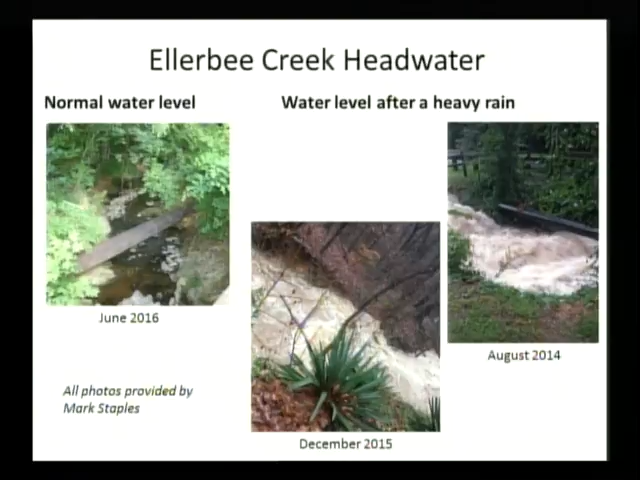 Ellerbee Creek Headwater
Normal water level
Water level after a heavy rain
June 2016
August 2014
All photos provided by
Mark Staples
December 2015